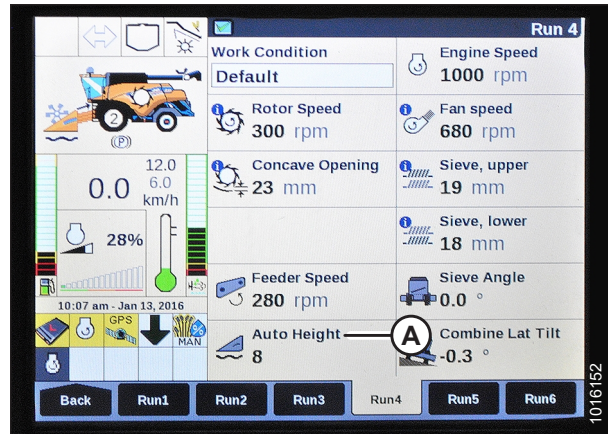 Run 4
Work Condition
Default
Engine Speed
1000 rpm
Rotor Speed
300 rpm
Fan speed
680 rpm
Concave Opening
23 mm
Sieve, upper
19 mm
Sieve, lower
18 mm
Feeder Speed
280 rpm
Sieve Angle
0.0 °
Auto Height
8
A
Combine Lat Tilt
-0.3 °
2
(P)
12.0
0.0
6.0
km/h
28%
10:07 am - Jan 13, 2016
GPS
MAN
Back
Run1
Run2
Run3
Run4
Run5
Run6
1016152